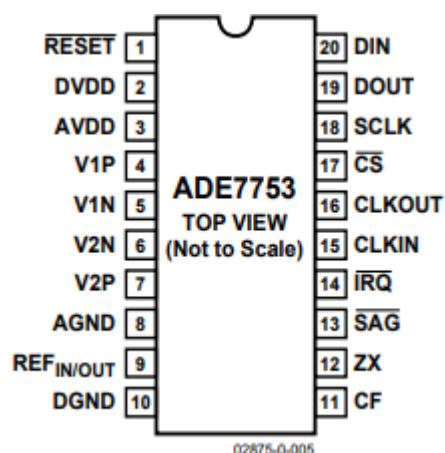 RESET 1 20 DIN
DVDD 2 19 DOUT
AVDD 3 18 SCLK
V1P 4 17 CS
V1N 5 ADE7753 16 CLKOUT
V2N 6 TOP VIEW 15 CLKIN
V2P 7 (Not to Scale) 14 IRQ
AGND 8 13 SAG
REFIN/OUT 9 12 ZX
DGND 10 11 CF
02875-0-005